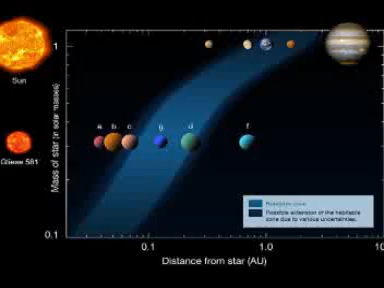 1
Sun
a b c g d f
Gliese 581
Mass of star (in solar masses)
Habitable zone
Possible extension of the habitable
zone due to various uncertainties.
0.1
0.1 1.0 10
Distance from star (AU)